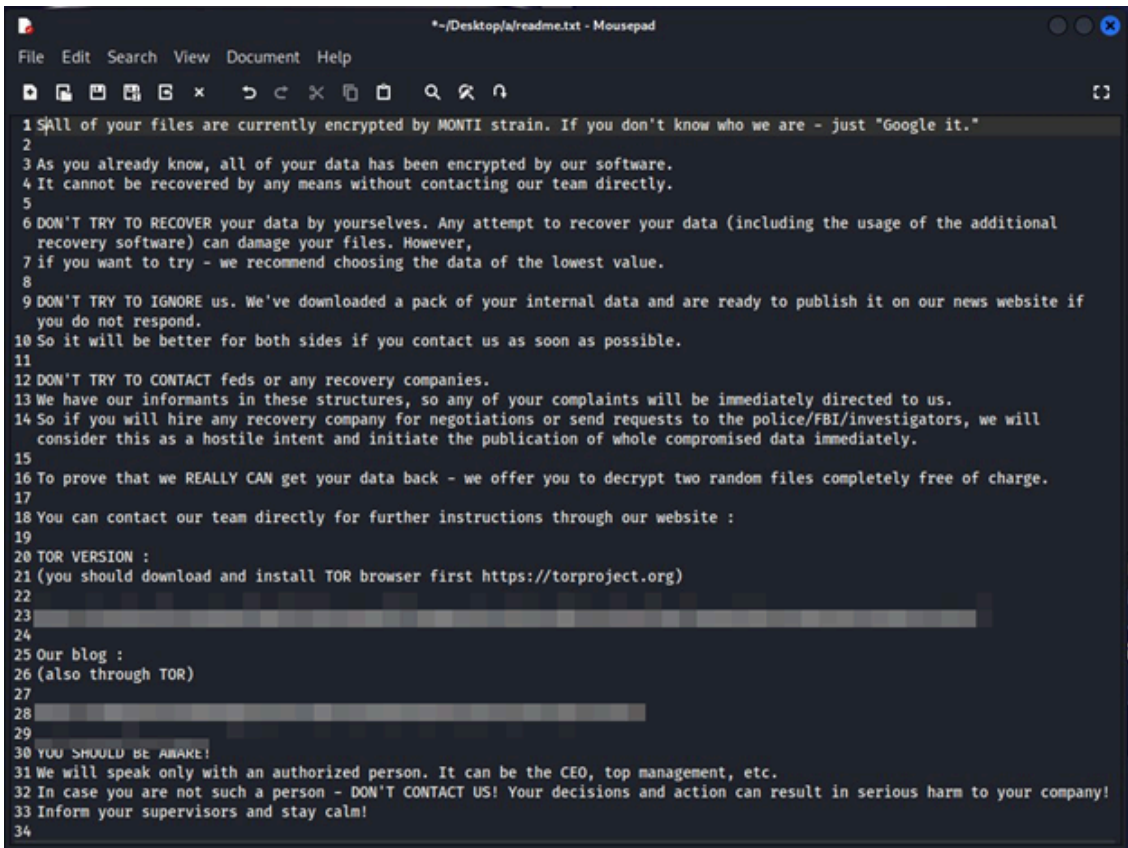 *~/Desktop/a/readme.txt - Mousepad
File Edit Search View Document Help
1 SAll of your files are currently encrypted by MONTI strain. If you don't know who we are - just "Google it."
2
3 As you already know, all of your data has been encrypted by our software.
4 It cannot be recovered by any means without contacting our team directly.
5
6 DON'T TRY TO RECOVER your data by yourselves. Any attempt to recover your data (including the usage of the additional
recovery software) can damage your files. However,
7 if you want to try - we recommend choosing the data of the lowest value.
8
9 DON'T TRY TO IGNORE us. We've downloaded a pack of your internal data and are ready to publish it on our news website if
you do not respond.
10 So it will be better for both sides if you contact us as soon as possible.
11
12 DON'T TRY TO CONTACT feds or any recovery companies.
13 We have our informants in these structures, so any of your complaints will be immediately directed to us.
14 So if you will hire any recovery company for negotiations or send requests to the police/FBI/investigators, we will
consider this as a hostile intent and initiate the publication of whole compromised data immediately.
15
16 To prove that we REALLY CAN get your data back - we offer you to decrypt two random files completely free of charge.
17
18 You can contact our team directly for further instructions through our website :
19
20 TOR VERSION :
21 (you should download and install TOR browser first https://torproject.org)
22
23
24
25 Our blog :
26 (also through TOR)
27
28
29
30 YOU SHOULD BE AWARE!
31 We will speak only with an authorized person. It can be the CEO, top management, etc.
32 In case you are not such a person - DON'T CONTACT US! Your decisions and action can result in serious harm to your company!
33 Inform your supervisors and stay calm!
34